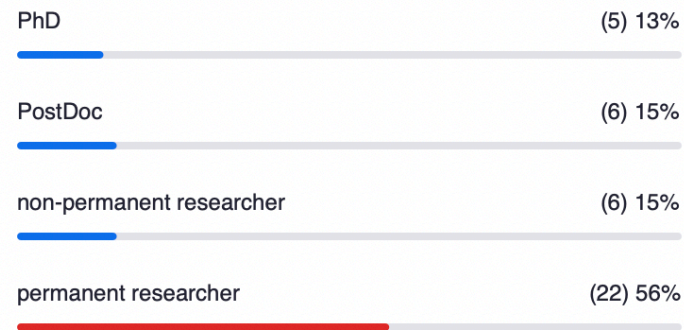 PhD (5) 13%
PostDoc (6) 15%
non-permanent researcher (6) 15%
permanent researcher (22) 56%